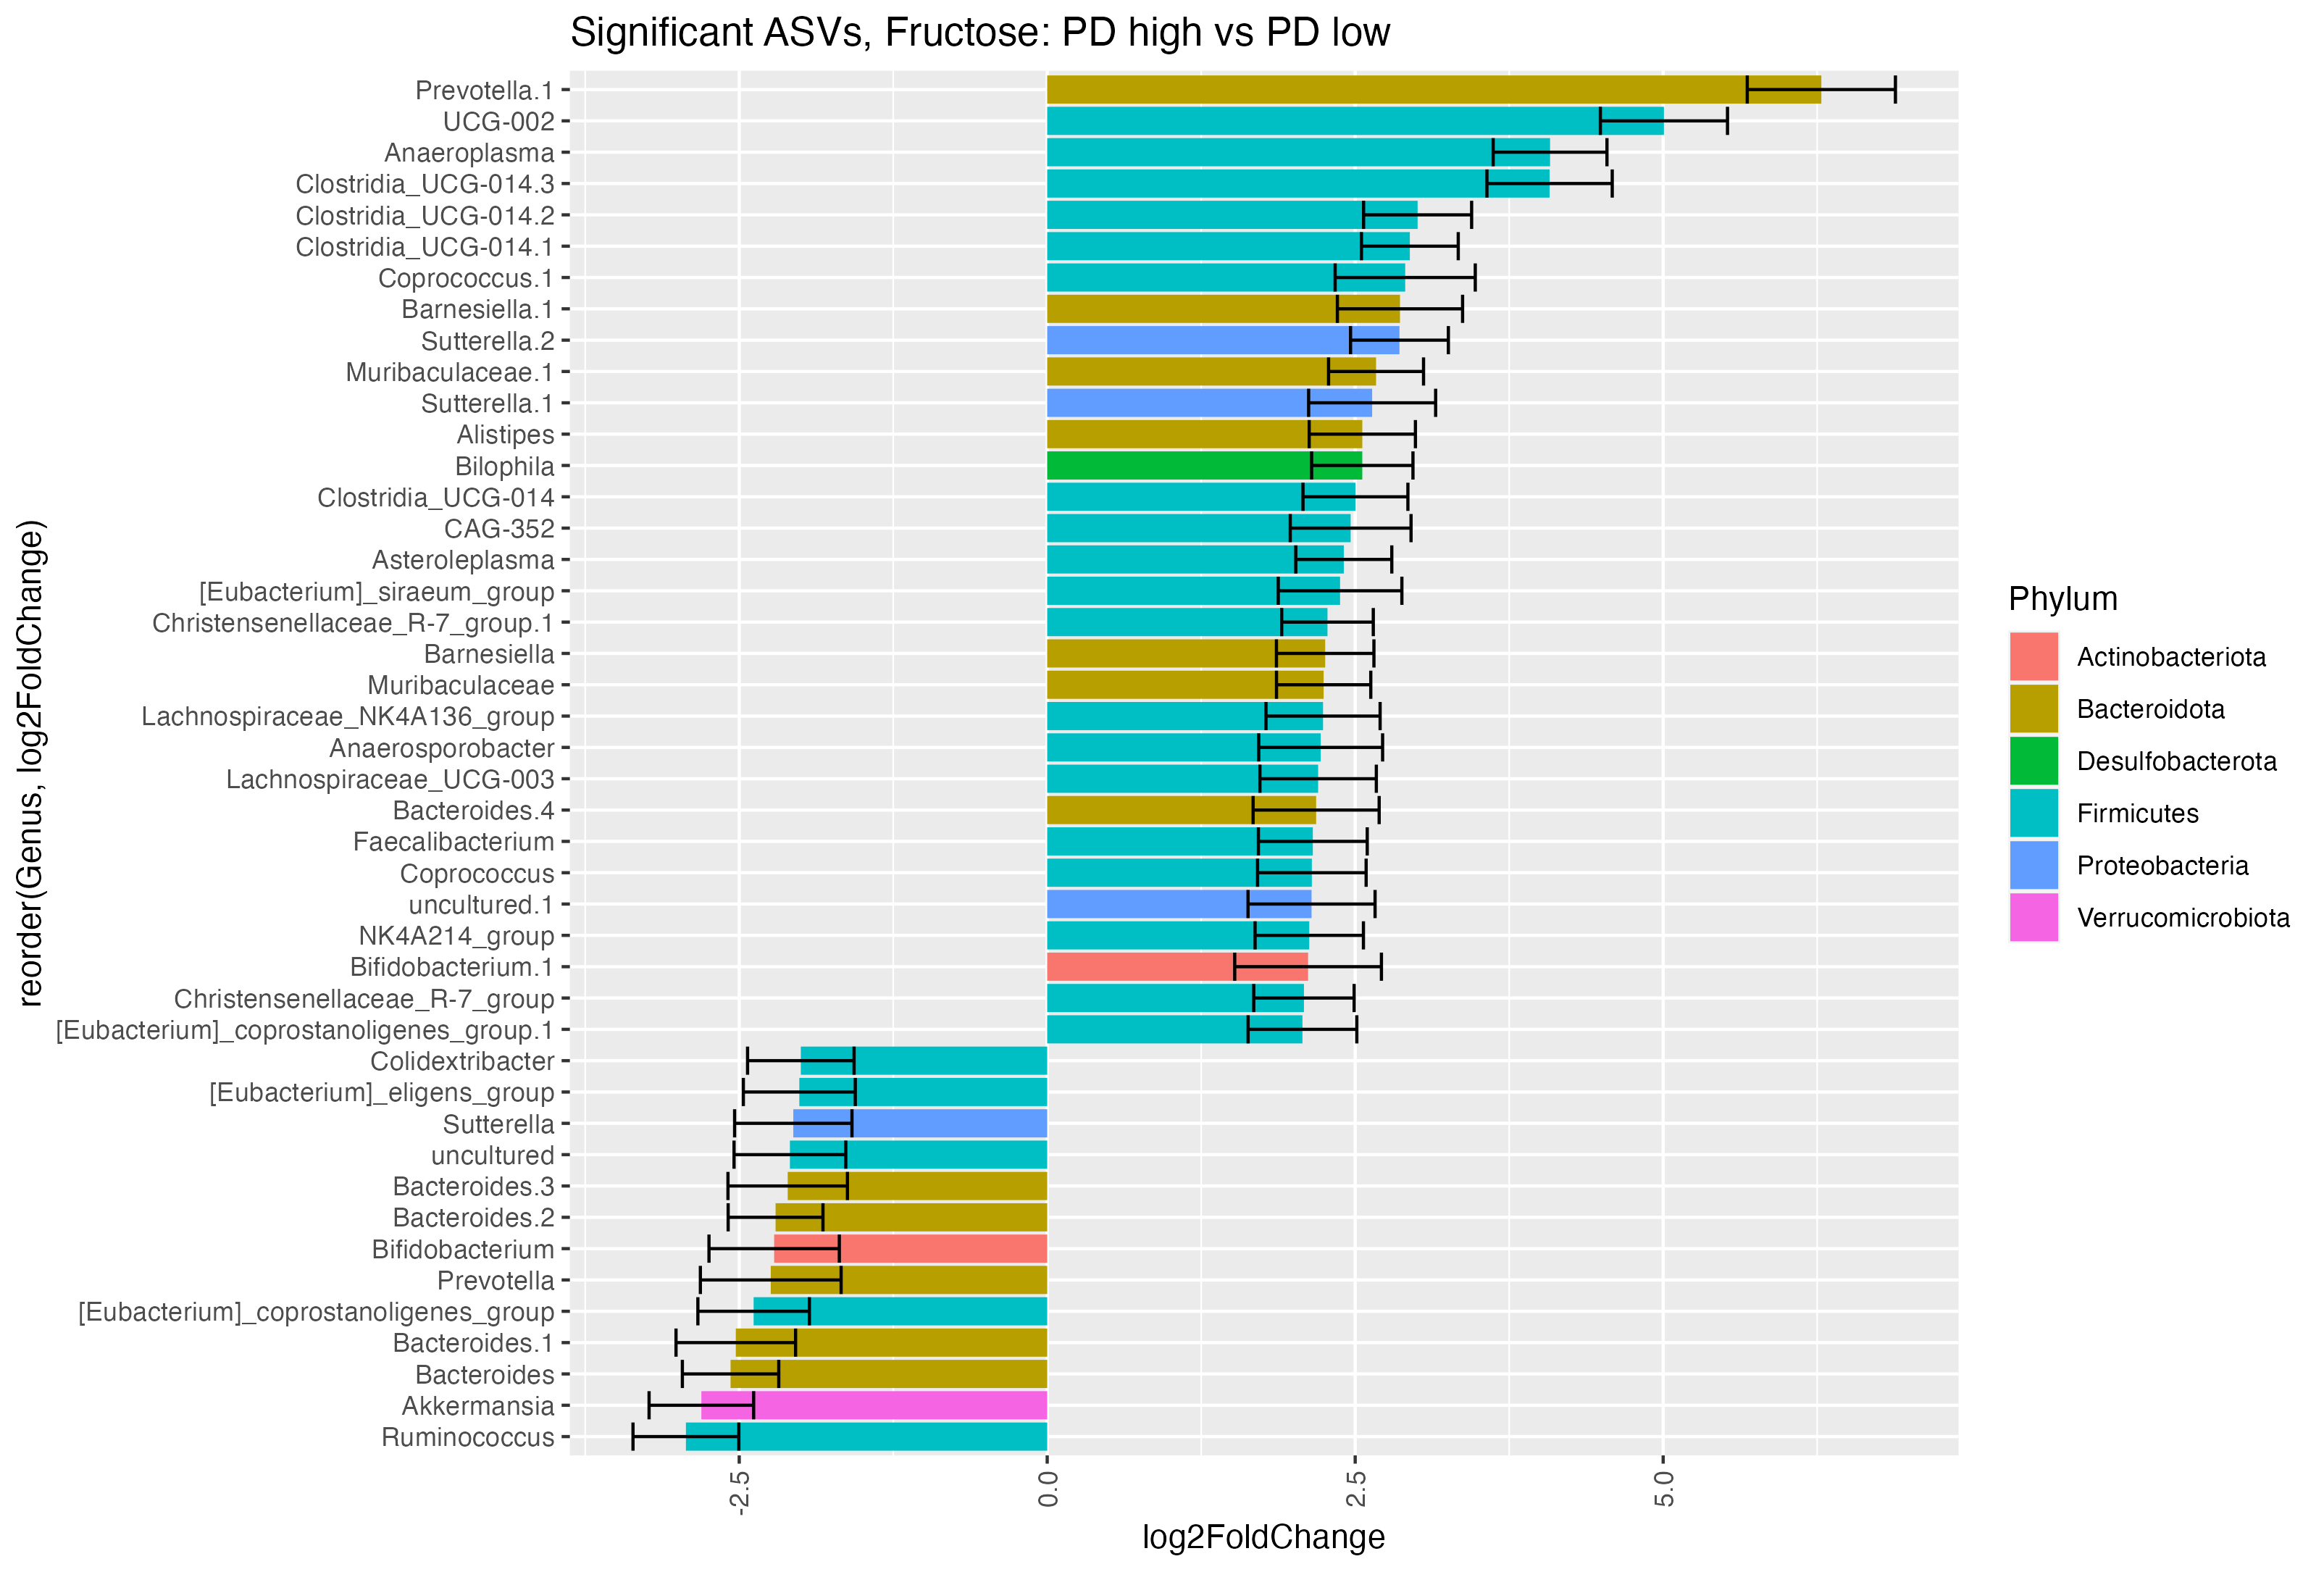 Significant ASVs, Fructose: PD high vs PD low
reorder(Genus, log2FoldChange)
Prevotella.1
UCG-002
Anaeroplasma
Clostridia_UCG-014.3
Clostridia_UCG-014.2
Clostridia_UCG-014.1
Coprococcus.1
Barnesiella.1
Sutterella.2
Muribaculaceae.1
Sutterella.1
Alistipes
Bilophila
Clostridia_UCG-014
CAG-352
Asteroleplasma
[Eubacterium]_siraeum_group
Christensenellaceae_R-7_group.1
Barnesiella
Muribaculaceae
Lachnospiraceae_NK4A136_group
Anaerosporobacter
Lachnospiraceae_UCG-003
Bacteroides.4
Faecalibacterium
Coprococcus
uncultured.1
NK4A214_group
Bifidobacterium.1
Christensenellaceae_R-7_group
[Eubacterium]_coprostanoligenes_group.1
Colidextribacter
[Eubacterium]_eligens_group
Sutterella
uncultured
Bacteroides.3
Bacteroides.2
Bifidobacterium
Prevotella
[Eubacterium]_coprostanoligenes_group
Bacteroides.1
Bacteroides
Akkermansia
Ruminococcus
-2.5
0.0
2.5
5.0
log2FoldChange
Phylum
Actinobacteriota
Bacteroidota
Desulfobacterota
Firmicutes
Proteobacteria
Verrucomicrobiota